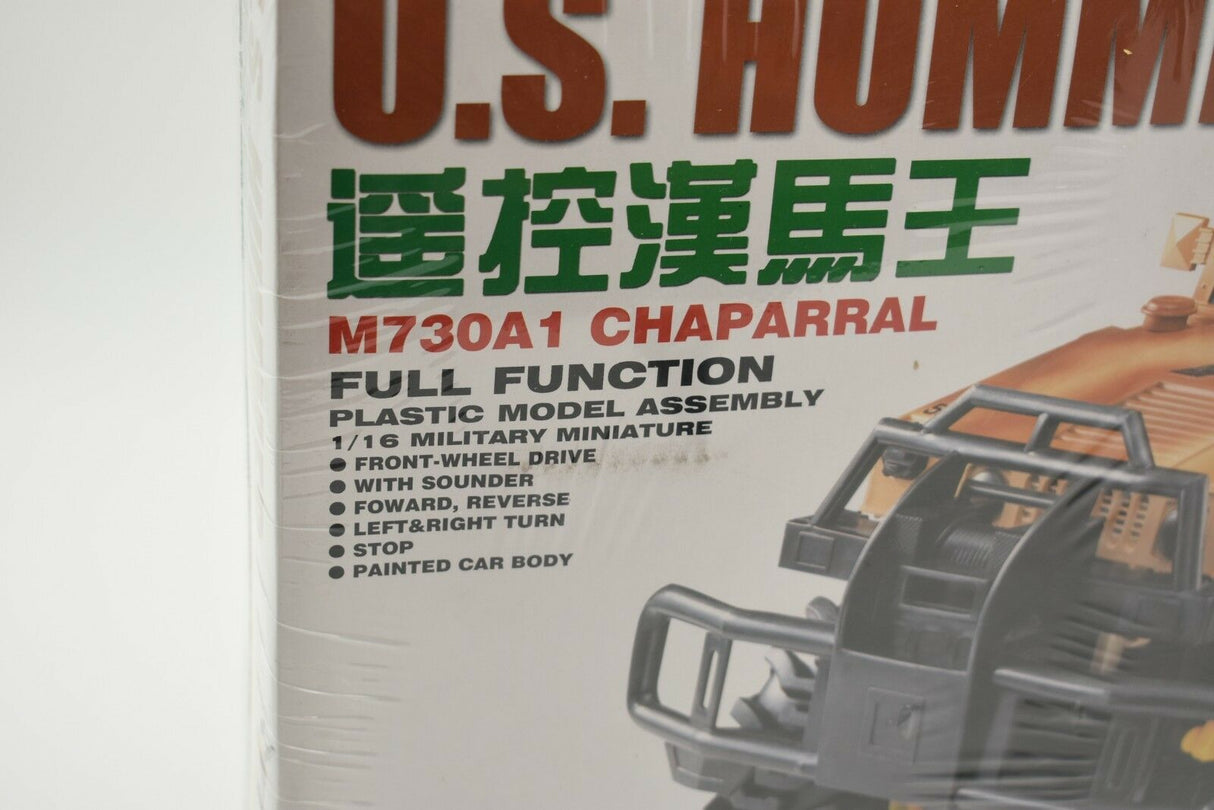 U.S. HUMM
遙控漢馬王
M730A1 CHAPARRAL
FULL FUNCTION
PLASTIC MODEL ASSEMBLY
1/16 MILITARY MINIATURE
● FRONT-WHEEL DRIVE
● WITH SOUNDER
● FOWARD, REVERSE
● LEFT&RIGHT TURN
● STOP
● PAINTED CAR BODY